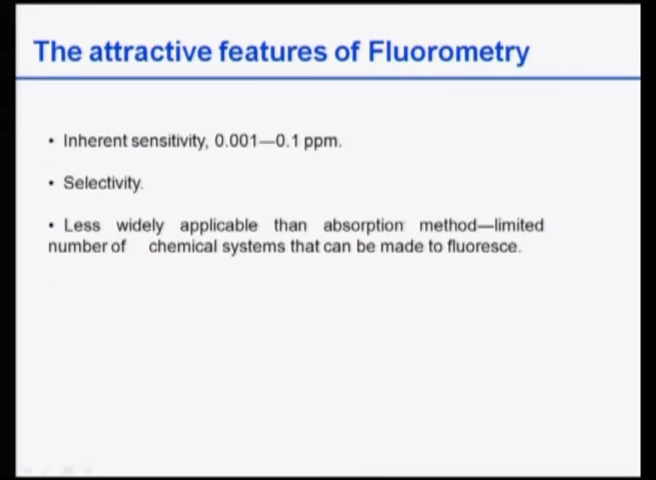 The attractive features of Fluorometry
• Inherent sensitivity, 0.001—0.1 ppm.
• Selectivity.
• Less widely applicable than absorption method—limited
number of chemical systems that can be made to fluoresce.